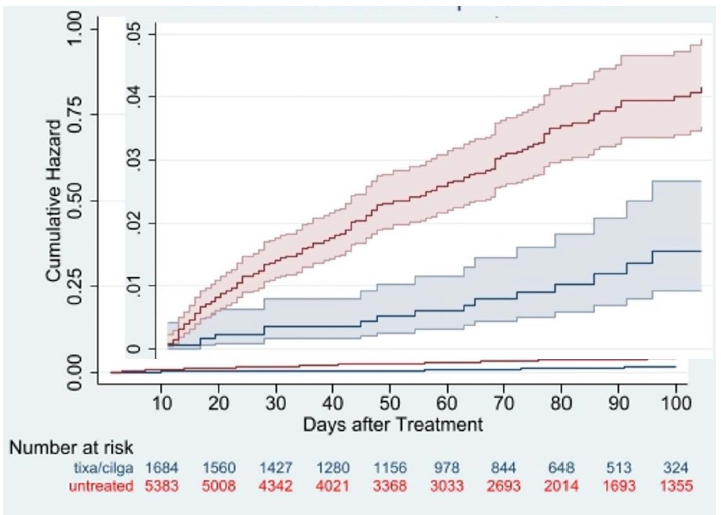 1.00
0.75
0.50
0.25
0.00
Cumulative Hazard
.05
.04
.03
.02
.01
0
10 20 30 40 50 60 70 80 90 100
Days after Treatment
Number at risk
tixa/cilga 1684 1560 1427 1280 1156 978 844 648 513 324
untreated 5383 5008 4342 4021 3368 3033 2693 2014 1693 1355